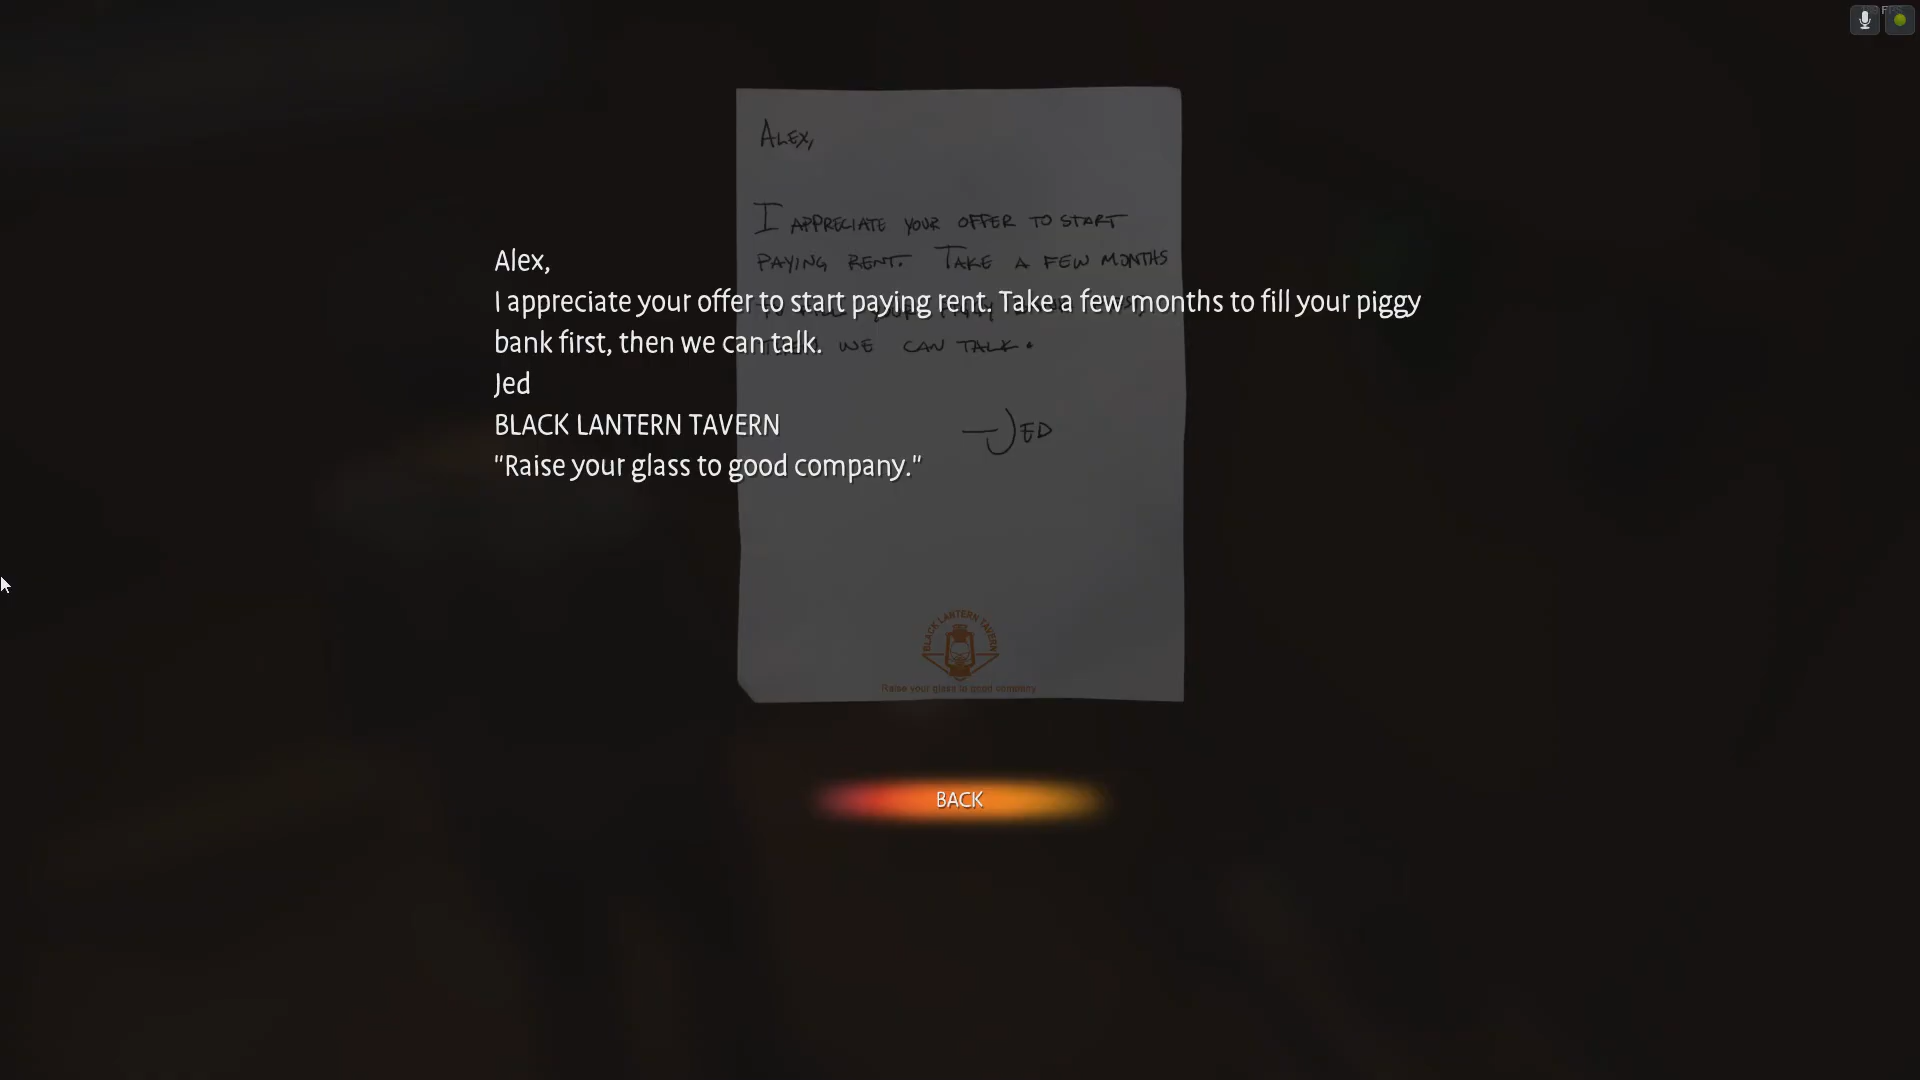 Alex,
I appreciate your offer to start paying rent. Take a few months to fill your piggy
bank first, then we can talk.
Jed
BLACK LANTERN TAVERN
"Raise your glass to good company."
ALEX,
I APPRECIATE YOUR OFFER TO START
PAYING RENT. TAKE A FEW MONTHS
WE CAN TALK.
—JED
BLACK LANTERN TAVERN
Raise your glass to good company
BACK